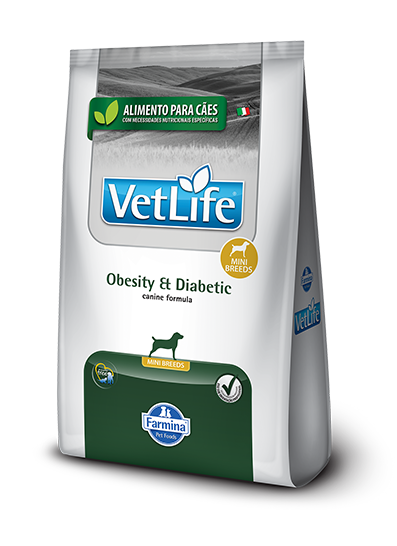 ALIMENTO PARA CÃES
COM NECESSIDADES NUTRICIONAIS ESPECÍFICAS
VetLife
MINI
BREEDS
Obesity & Diabetic
canine formula
VetLife
MINI BREEDS
Farmina
Pet Foods